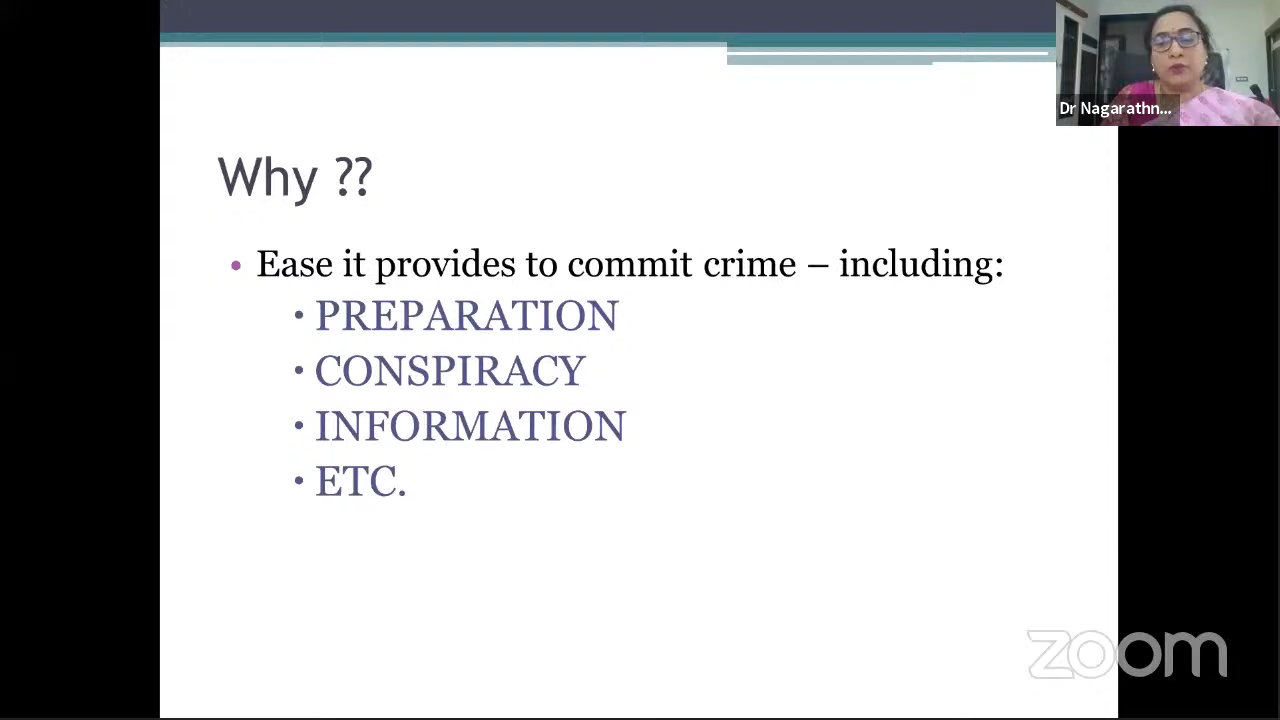 Dr Nagarathn...
Why ??
• Ease it provides to commit crime – including:
• PREPARATION
• CONSPIRACY
• INFORMATION
• ETC.
zoom